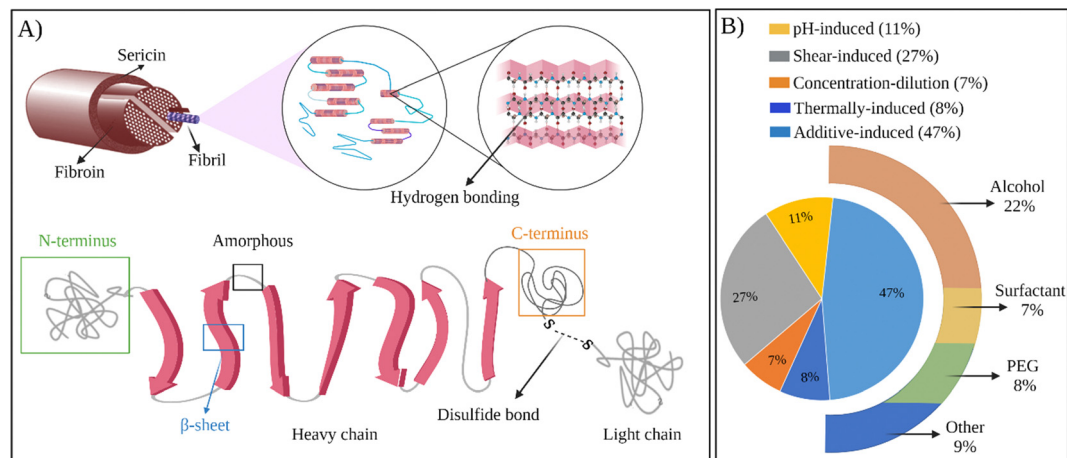 A)
Sericin
Fibroin
Fibril
Hydrogen bonding
N-terminus
Amorphous
C-terminus
S
S
β-sheet
Heavy chain
Disulfide bond
Light chain
B)
pH-induced (11%)
Shear-induced (27%)
Concentration-dilution (7%)
Thermally-induced (8%)
Additive-induced (47%)
11%
27%
47%
7%
8%
Alcohol
22%
Surfactant
7%
PEG
8%
Other
9%